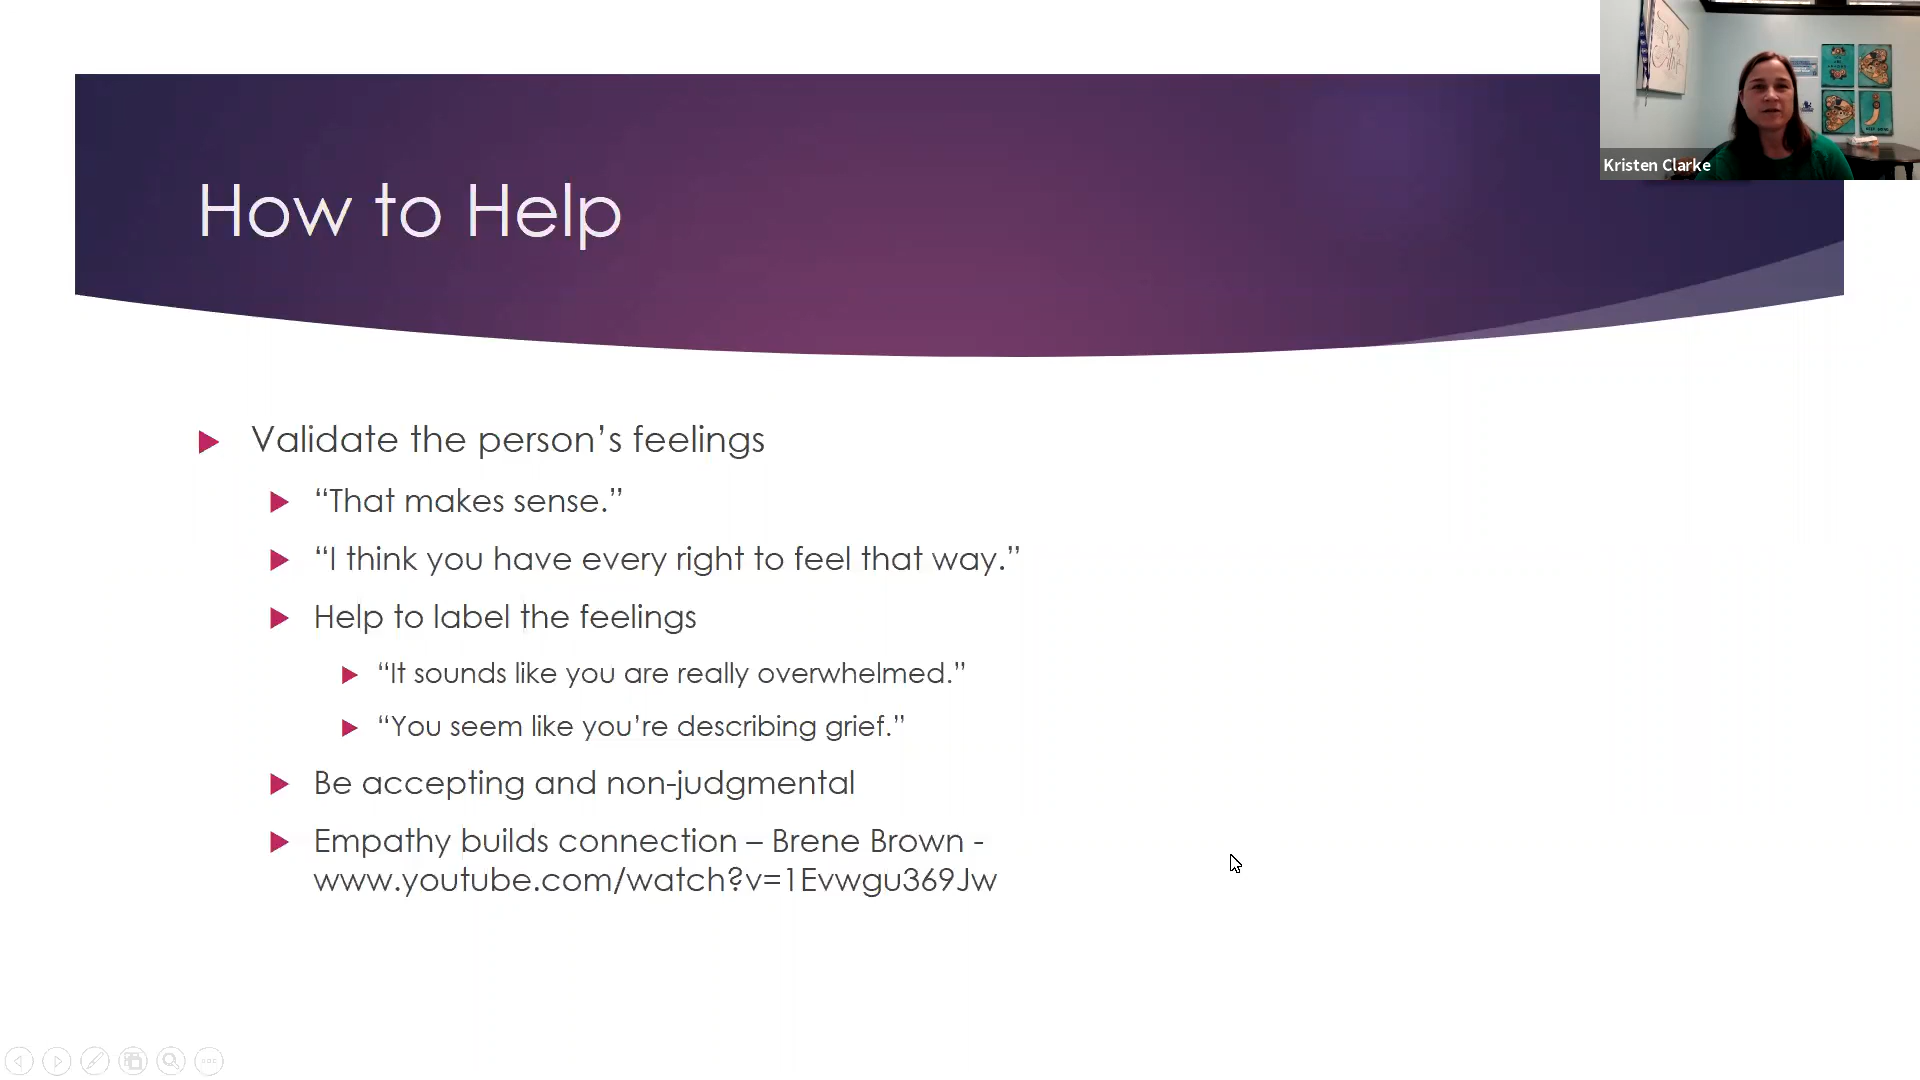 Kristen Clarke
How to Help
Validate the person’s feelings
“That makes sense.”
“I think you have every right to feel that way.”
Help to label the feelings
“It sounds like you are really overwhelmed.”
“You seem like you’re describing grief.”
Be accepting and non-judgmental
Empathy builds connection – Brene Brown -
www.youtube.com/watch?v=1Evwgu369Jw